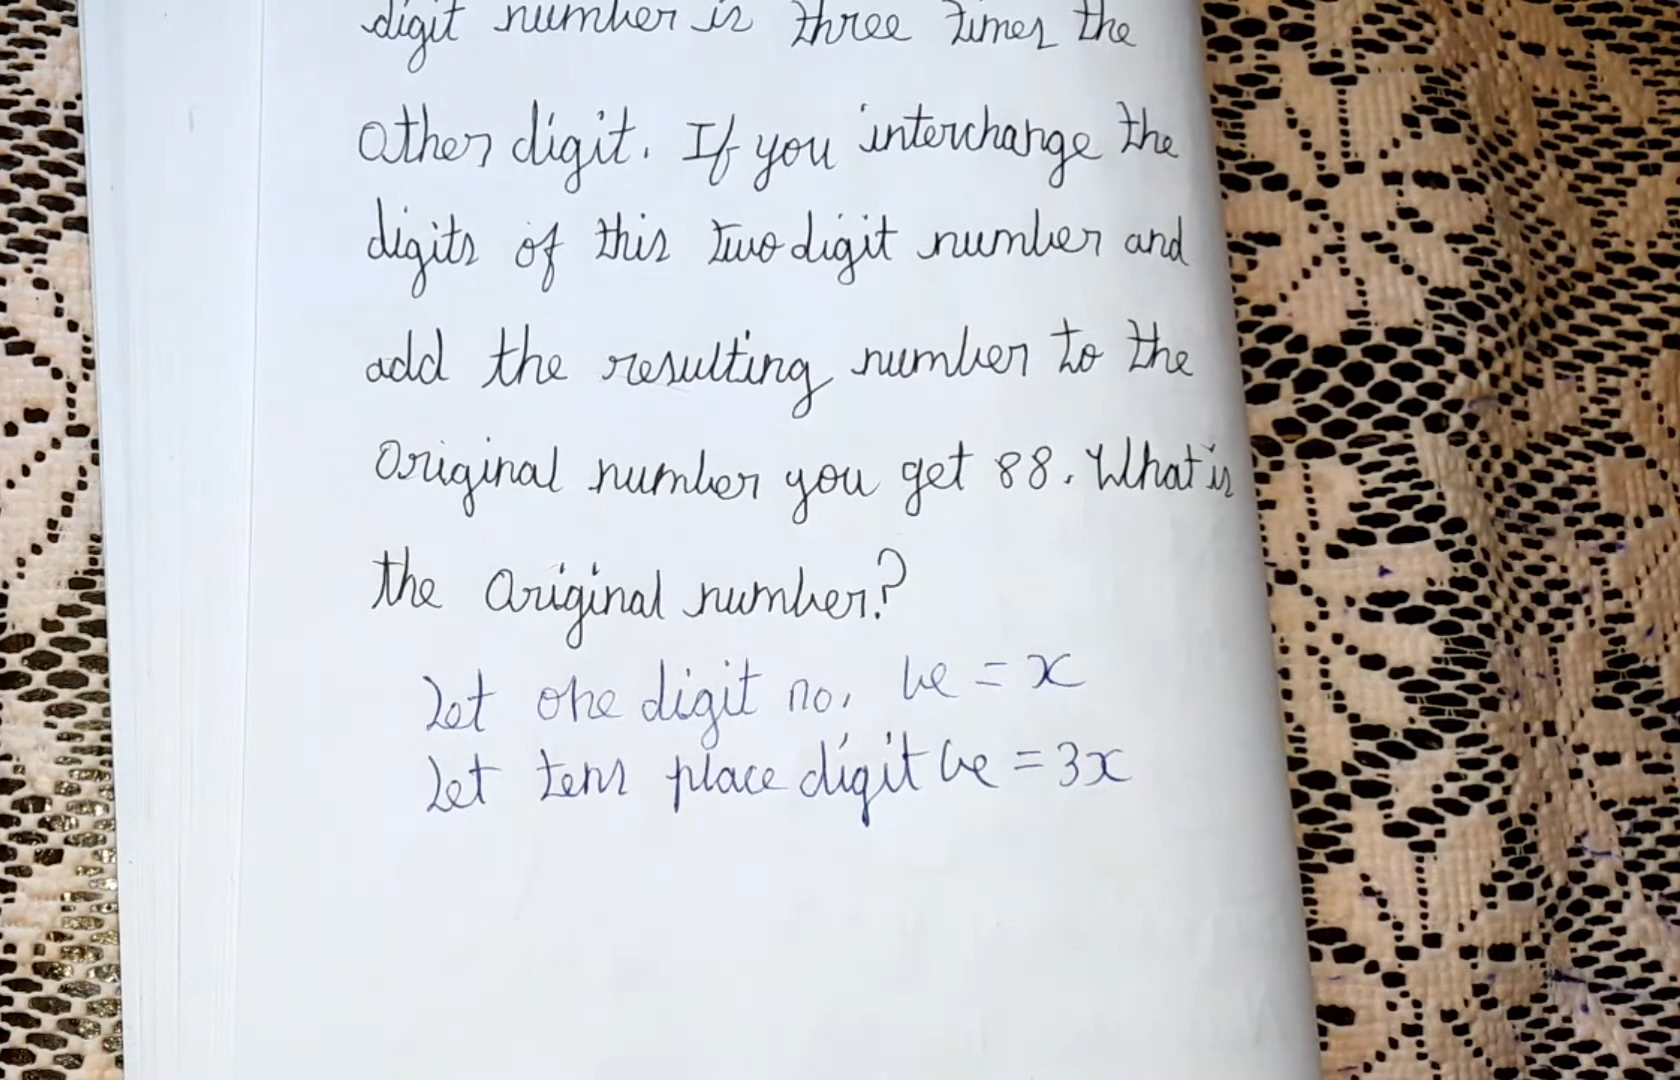 digit number is three times the
other digit. If you interchange the
digits of this two digit number and
add the resulting number to the
original number you get 88. What is
the original number?
Let one digit no. be = x
Let tens place digit be = 3x